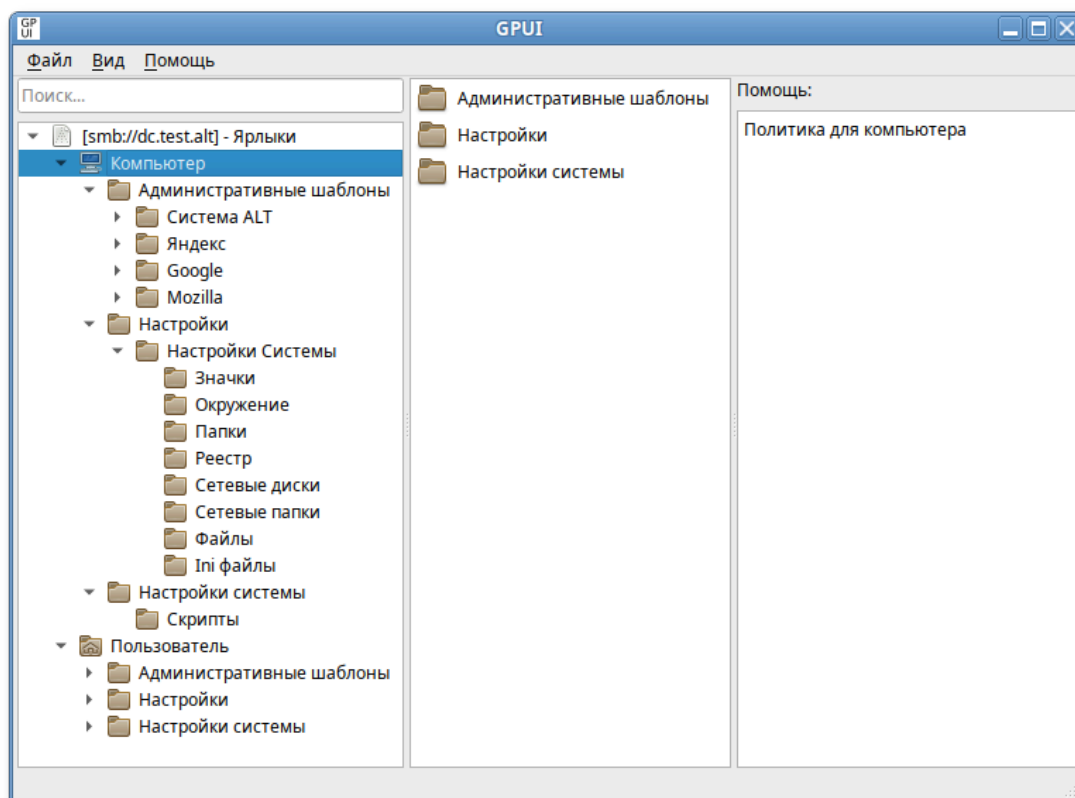 GP
UI
GPUI
Файл Вид Помощь
Поиск...
[smb://dc.test.alt] - Ярлыки
Компьютер
Административные шаблоны
Система ALT
Яндекс
Google
Mozilla
Настройки
Настройки Системы
Значки
Окружение
Папки
Реестр
Сетевые диски
Сетевые папки
Файлы
Ini файлы
Настройки системы
Скрипты
Пользователь
Административные шаблоны
Настройки
Настройки системы
Административные шаблоны
Настройки
Настройки системы
Помощь:
Политика для компьютера